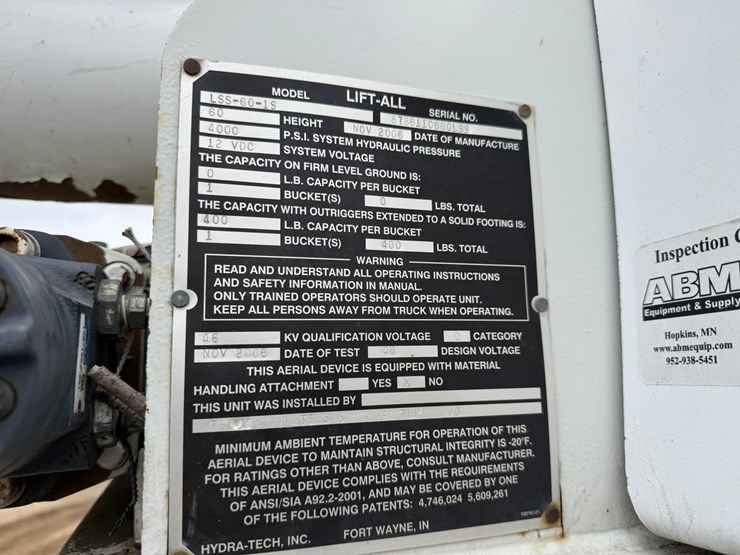 LIFT-ALL
LSS-60-1S MODEL SERIAL NO.
60 HEIGHT NOV 2006 DATE OF MANUFACTURE
4000 P.S.I. SYSTEM HYDRAULIC PRESSURE
12 VDC SYSTEM VOLTAGE
THE CAPACITY ON FIRM LEVEL GROUND IS:
0 L.B. CAPACITY PER BUCKET
1 BUCKET(S) 0 LBS. TOTAL
THE CAPACITY WITH OUTRIGGERS EXTENDED TO A SOLID FOOTING IS:
400 L.B. CAPACITY PER BUCKET
1 BUCKET(S) 400 LBS. TOTAL
WARNING
READ AND UNDERSTAND ALL OPERATING INSTRUCTIONS
AND SAFETY INFORMATION IN MANUAL.
ONLY TRAINED OPERATORS SHOULD OPERATE UNIT.
KEEP ALL PERSONS AWAY FROM TRUCK WHEN OPERATING.
46 KV QUALIFICATION VOLTAGE C CATEGORY
NOV 2006 DATE OF TEST 46 DESIGN VOLTAGE
THIS AERIAL DEVICE IS EQUIPPED WITH MATERIAL
HANDLING ATTACHMENT YES X NO
THIS UNIT WAS INSTALLED BY
MINIMUM AMBIENT TEMPERATURE FOR OPERATION OF THIS
AERIAL DEVICE TO MAINTAIN STRUCTURAL INTEGRITY IS -20°F.
FOR RATINGS OTHER THAN ABOVE, CONSULT MANUFACTURER.
THIS AERIAL DEVICE COMPLIES WITH THE REQUIREMENTS
OF ANSI/SIA A92.2-2001, AND MAY BE COVERED BY ONE
OF THE FOLLOWING PATENTS: 4,746,024 5,609,261
HYDRA-TECH, INC. FORT WAYNE, IN
Inspection
ABM
Equipment & Supply
Hopkins, MN
www.abmequip.com
952-938-5451